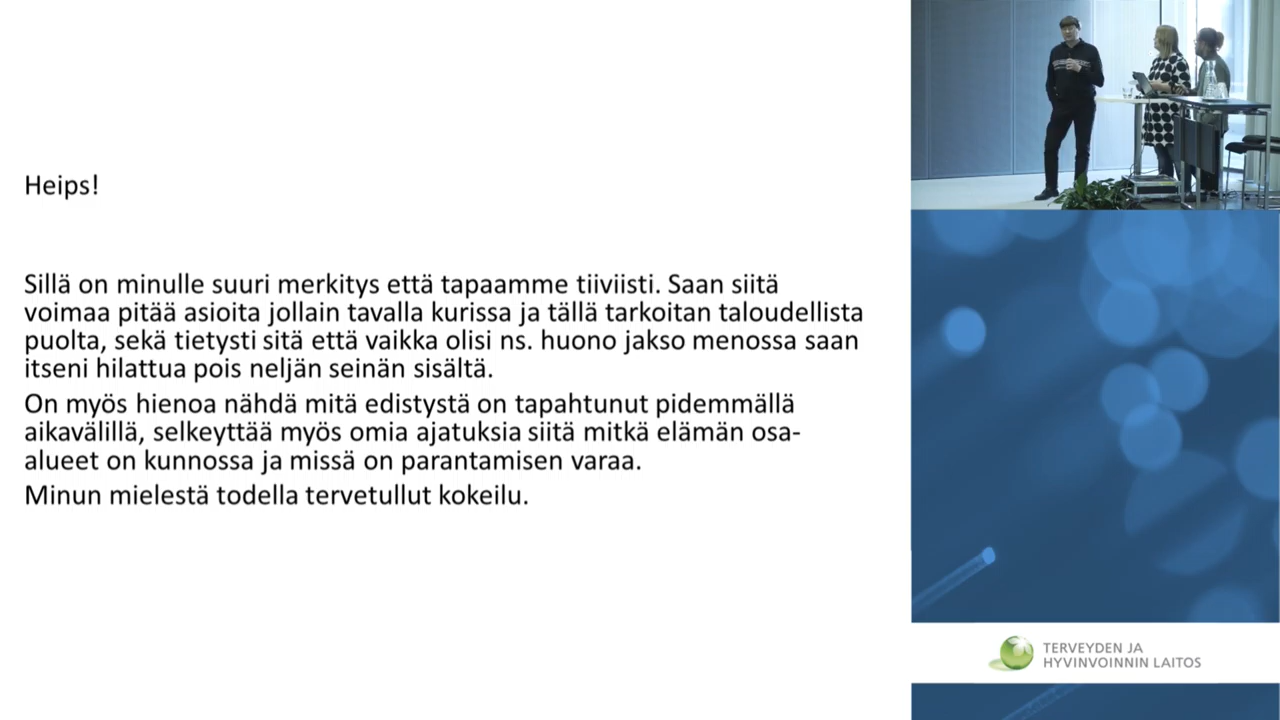 Heips!
Sillä on minulle suuri merkitys että tapaamme tiiviisti. Saan siitä
voimaa pitää asioita jollain tavalla kurissa ja tällä tarkoitan taloudellista
puolta, sekä tietysti sitä että vaikka olisi ns. huono jakso menossa saan
itseni hilattua pois neljän seinän sisältä.
On myös hienoa nähdä mitä edistystä on tapahtunut pidemmällä
aikavälillä, selkeyttää myös omia ajatuksia siitä mitkä elämän osa-
alueet on kunnossa ja missä on parantamisen varaa.
Minun mielestä todella tervetullut kokeilu.
TERVEYDEN JA
HYVINVOINNIN LAITOS